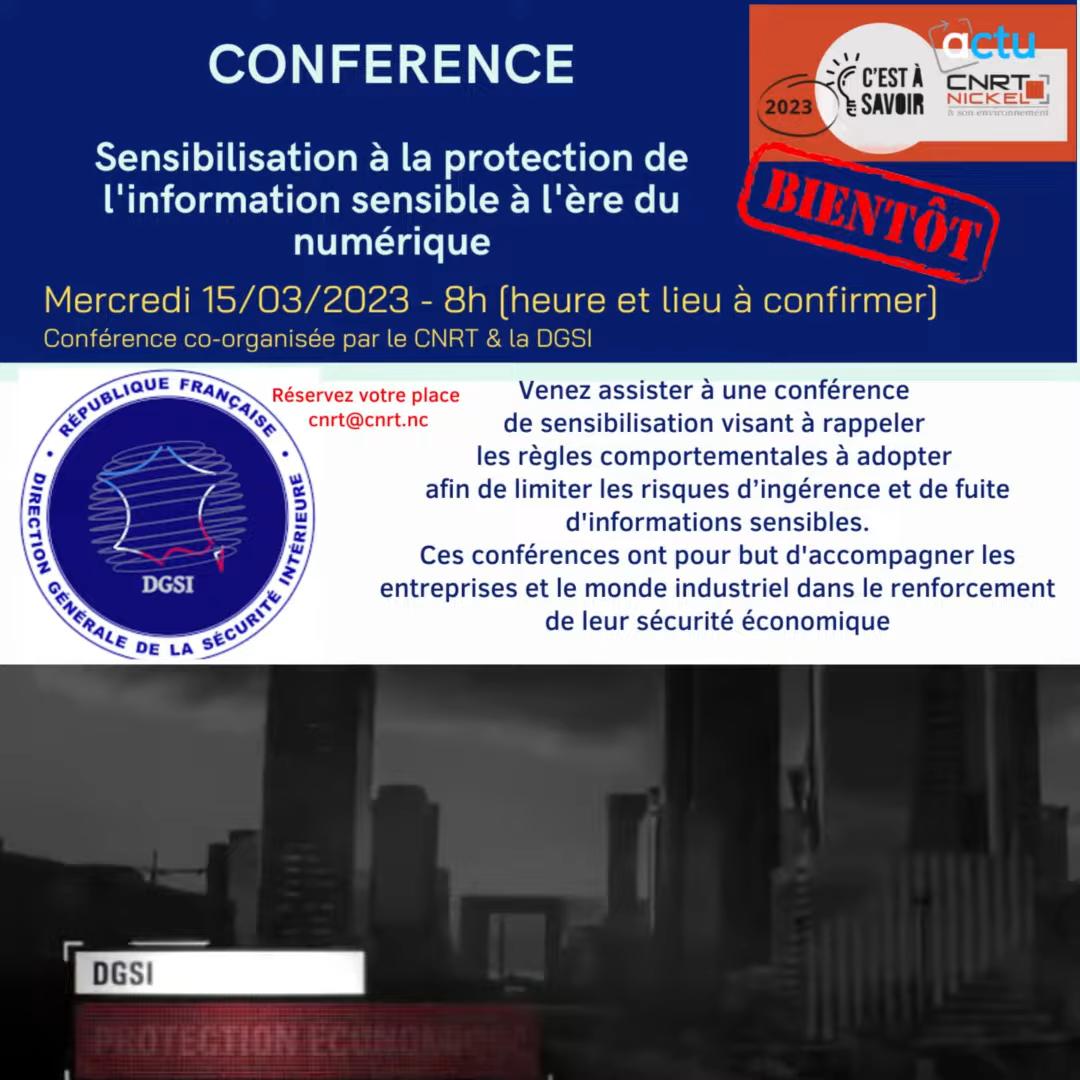 CONFERENCE
Sensibilisation à la protection de
l'information sensible à l'ère du
numérique
Mercredi 15/03/2023 - 8h (heure et lieu à confirmer)
Conférence co-organisée par le CNRT & la DGSI
actu
2023
C'EST À
SAVOIR
CNRT
NICKEL
& son environnement
BIENTÔT
RÉPUBLIQUE FRANÇAISE
DIRECTION GÉNÉRALE DE LA SÉCURITÉ INTÉRIEURE
DGSI
Réservez votre place
cnrt@cnrt.nc
Venez assister à une conférence
de sensibilisation visant à rappeler
les règles comportementales à adopter
afin de limiter les risques d’ingérence et de fuite
d'informations sensibles.
Ces conférences ont pour but d'accompagner les
entreprises et le monde industriel dans le renforcement
de leur sécurité économique
DGSI
PROTECTION ECONOMIQUE